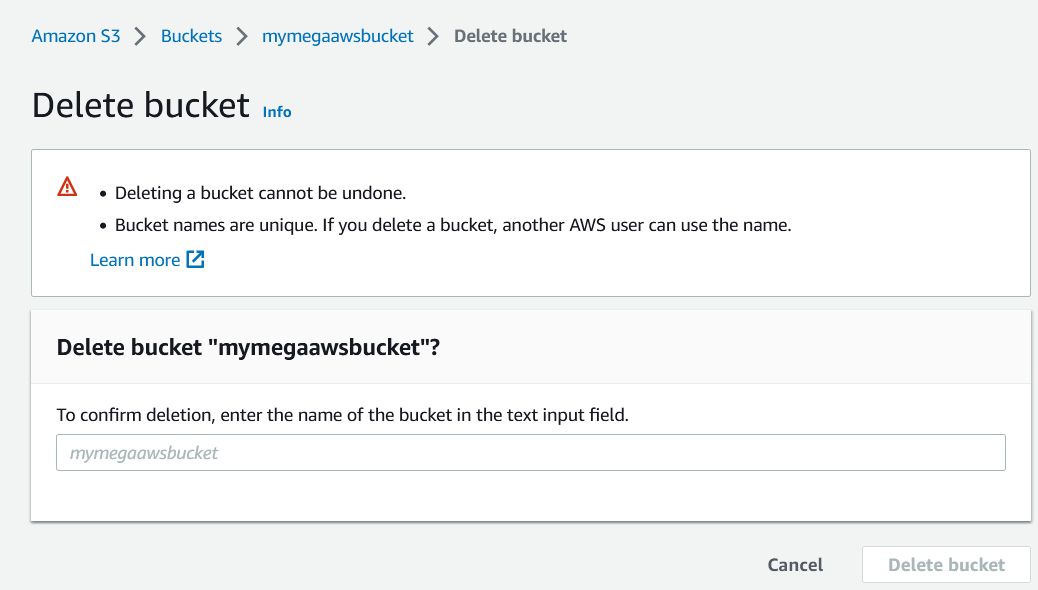 Amazon S3 > Buckets > mymegaawsbucket > Delete bucket
Delete bucket Info
• Deleting a bucket cannot be undone.
• Bucket names are unique. If you delete a bucket, another AWS user can use the name.
Learn more
Delete bucket "mymegaawsbucket"?
To confirm deletion, enter the name of the bucket in the text input field.
mymegaawsbucket
Cancel Delete bucket